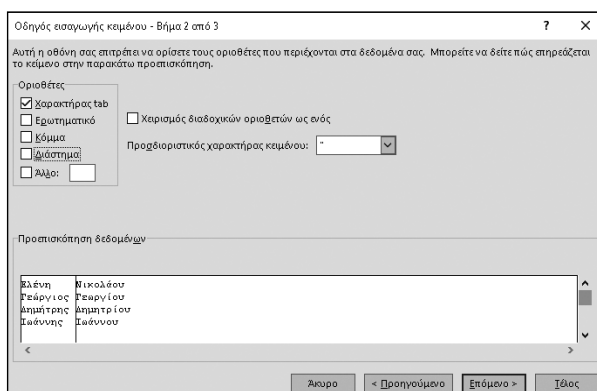 Οδηγός εισαγωγής κειμένου - Βήμα 2 από 3
Αυτή η οθόνη σας επιτρέπει να ορίσετε τους οριοθέτες που περιέχονται στα δεδομένα σας. Μπορείτε να δείτε πώς επηρεάζεται
το κείμενο στην παρακάτω προεπισκόπηση.
Οριοθέτες
Χαρακτήρας tab
Ερωτηματικό
Κόμμα
Διάστημα
Άλλο:
Χειρισμός διαδοχικών οριοθετών ως ενός
Προσδιοριστικός χαρακτήρας κειμένου: "
Προεπισκόπηση δεδομένων
Ελένη Νικολάου
Γεώργιος Γεωργίου
Δημήτρης Δημητρίου
Ιωάννης Ιωάννου
Άκυρο < Προηγούμενο Επόμενο > Τέλος